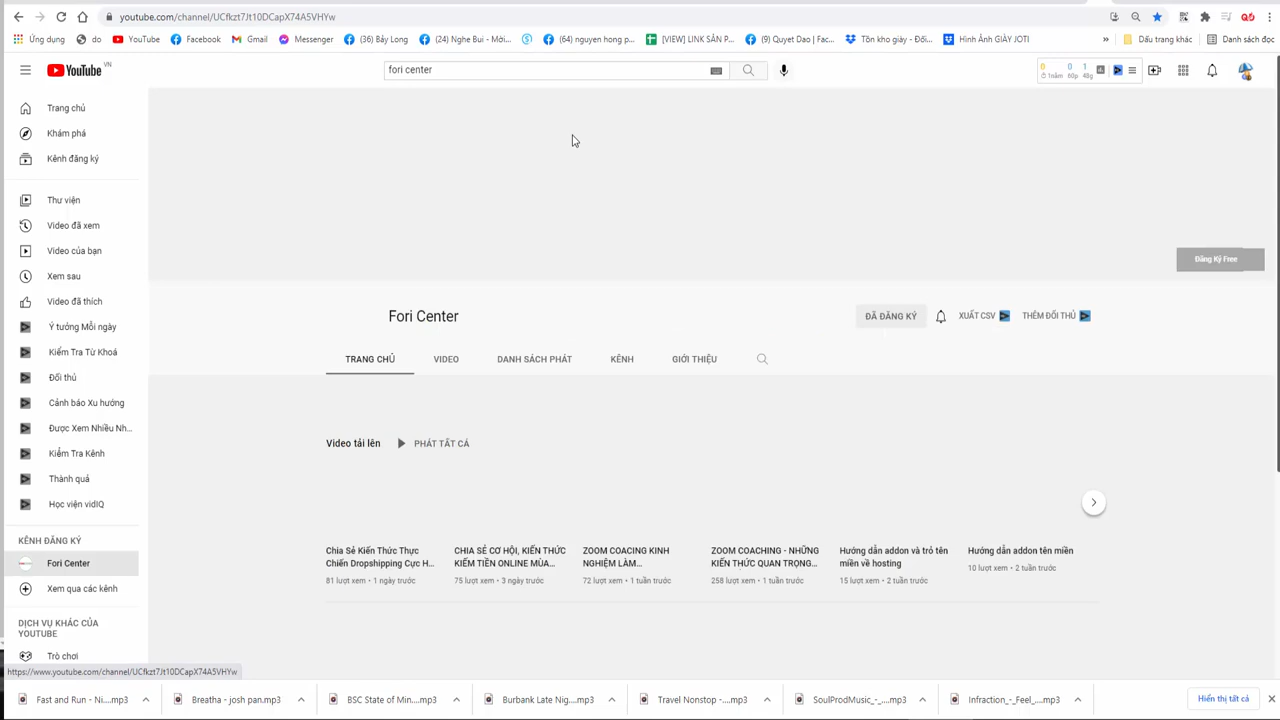 youtube.com/channel/UCfkzt7Jt10DCapX74A5VHYw
Ứng dụng
do
YouTube
Facebook
Gmail
Messenger
(36) Bảy Long
(24) Nghe Bui - Mời...
(64) nguyen hong p...
[VIEW] LINK SẢN P...
(9) Quyet Dao | Fac...
Tồn kho giày - Đối...
Hình Ảnh GIÀY JOTI
»
Dấu trang khác
Danh sách đọc
YouTube VN
fori center
0 0 1
1năm 60p 48g
Trang chủ
Khám phá
Kênh đăng ký
Thư viện
Video đã xem
Video của bạn
Xem sau
Video đã thích
Ý tưởng Mỗi ngày
Kiểm Tra Từ Khoá
Đối thủ
Cảnh báo Xu hướng
Được Xem Nhiều Nh...
Kiểm Tra Kênh
Thành quả
Học viện vidIQ
KÊNH ĐĂNG KÝ
Fori Center
Xem qua các kênh
DỊCH VỤ KHÁC CỦA
YOUTUBE
Trò chơi
Đăng Ký Free
Fori Center
ĐÃ ĐĂNG KÝ
XUẤT CSV
THÊM ĐỐI THỦ
TRANG CHỦ
VIDEO
DANH SÁCH PHÁT
KÊNH
GIỚI THIỆU
Video tải lên
PHÁT TẤT CẢ
Chia Sẻ Kiến Thức Thực
Chiến Dropshipping Cực H...
81 lượt xem • 1 ngày trước
CHIA SẺ CƠ HỘI, KIẾN THỨC
KIẾM TIỀN ONLINE MÙA...
75 lượt xem • 3 ngày trước
ZOOM COACING KINH
NGHIỆM LÀM...
72 lượt xem • 1 tuần trước
ZOOM COACHING - NHỮNG
KIẾN THỨC QUAN TRỌNG...
258 lượt xem • 1 tuần trước
Hướng dẫn addon và trỏ tên
miền về hosting
15 lượt xem • 2 tuần trước
Hướng dẫn addon tên miền
10 lượt xem • 2 tuần trước
https://www.youtube.com/channel/UCfkzt7Jt10DCapX74A5VHYw
Fast and Run - Ni....mp3
Breatha - josh pan.mp3
BSC State of Min....mp3
Burbank Late Nig....mp3
Travel Nonstop -....mp3
SoulProdMusic_-_....mp3
Infraction_-_Feel_....mp3
Hiển thị tất cả